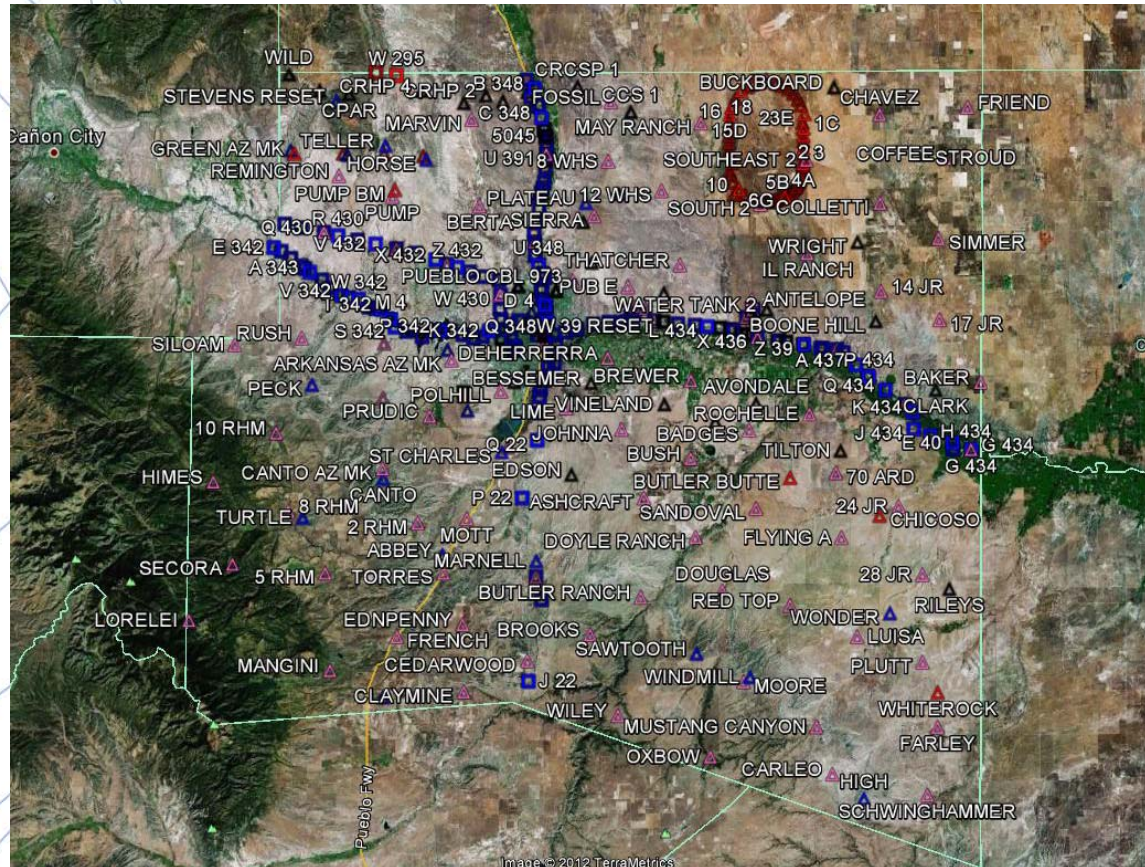 WILD
W 295
CRHP 4
CRHP 2
B 348
CRCSP 1
BUCKBOARD
STEVENS RESET
CPAR
C 348
FOSSIL
CCS 1
16
18
CHAVEZ
FRIEND
MARVIN
MAY RANCH
15D
23E
1C
Cañon City
TELLER
5045
GREEN AZ MK
HORSE
U 391
8 WHS
SOUTHEAST 2
2
3
COFFEE
STROUD
REMINGTON
10
5B
4A
PUMP BM
PLATEAU
12 WHS
6G
PUMP
BERTA
SIERRA
SOUTH 2
COLLETTI
Q 430
R 430
V 432
WRIGHT
SIMMER
E 342
X 432
Z 432
U 348
THATCHER
IL RANCH
A 343
PUEBLO CBL 973
PUB E
V 342
W 342
W 430
D 4
WATER TANK 2
ANTELOPE
14 JR
T 342
M 4
RUSH
S 342
P 342
K 342
Q 348
W 39 RESET
L 434
BOONE HILL
17 JR
SILOAM
X 436
Z 39
ARKANSAS AZ MK
DEHERRERRA
A 437
P 434
PECK
BESSEMER
BREWER
AVONDALE
Q 434
BAKER
POLHILL
PRUDIC
LIME
VINELAND
ROCHELLE
K 434
CLARK
10 RHM
Q 22
JOHNNA
BADGES
J 434
E 40
H 434
G 434
ST CHARLES
BUSH
TILTON
G 434
HIMES
CANTO AZ MK
EDSON
BUTLER BUTTE
70 ARD
CANTO
P 22
ASHCRAFT
8 RHM
SANDOVAL
24 JR
TURTLE
2 RHM
MOTT
CHICOSO
ABBEY
DOYLE RANCH
FLYING A
MARNELL
SECORA
5 RHM
TORRES
DOUGLAS
28 JR
BUTLER RANCH
RED TOP
RILEYS
LORELEI
WONDER
EDNPENNY
BROOKS
FRENCH
SAWTOOTH
LUISA
MANGINI
CEDARWOOD
PLUTT
J 22
WINDMILL
MOORE
CLAYMINE
WHITEROCK
WILEY
MUSTANG CANYON
FARLEY
OXBOW
CARLEO
HIGH
Pueblo Fwy
SCHWINGHAMMER
Image © 2012 TerraMetrics